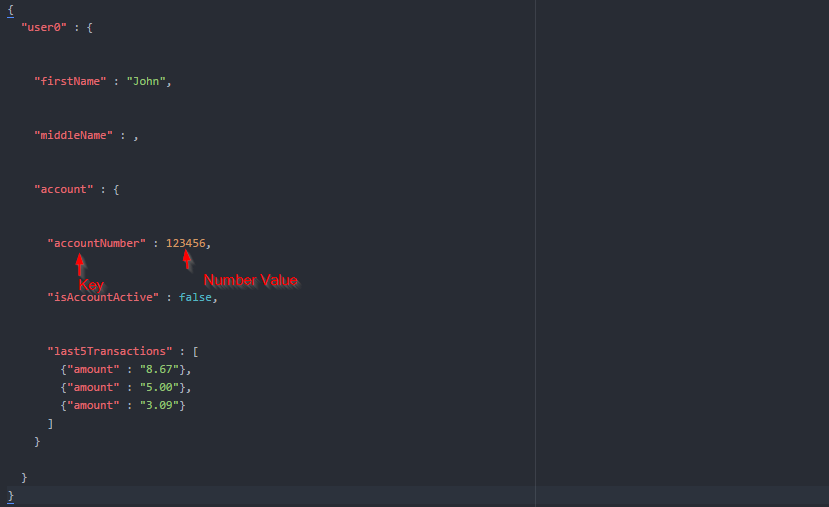 {
"user0" : {
"firstName" : "John",
"middleName" : ,
"account" : {
"accountNumber" : 123456,
Key
Number Value
"isAccountActive" : false,
"last5Transactions" : [
{"amount" : "8.67"},
{"amount" : "5.00"},
{"amount" : "3.09"}
]
}
}
}